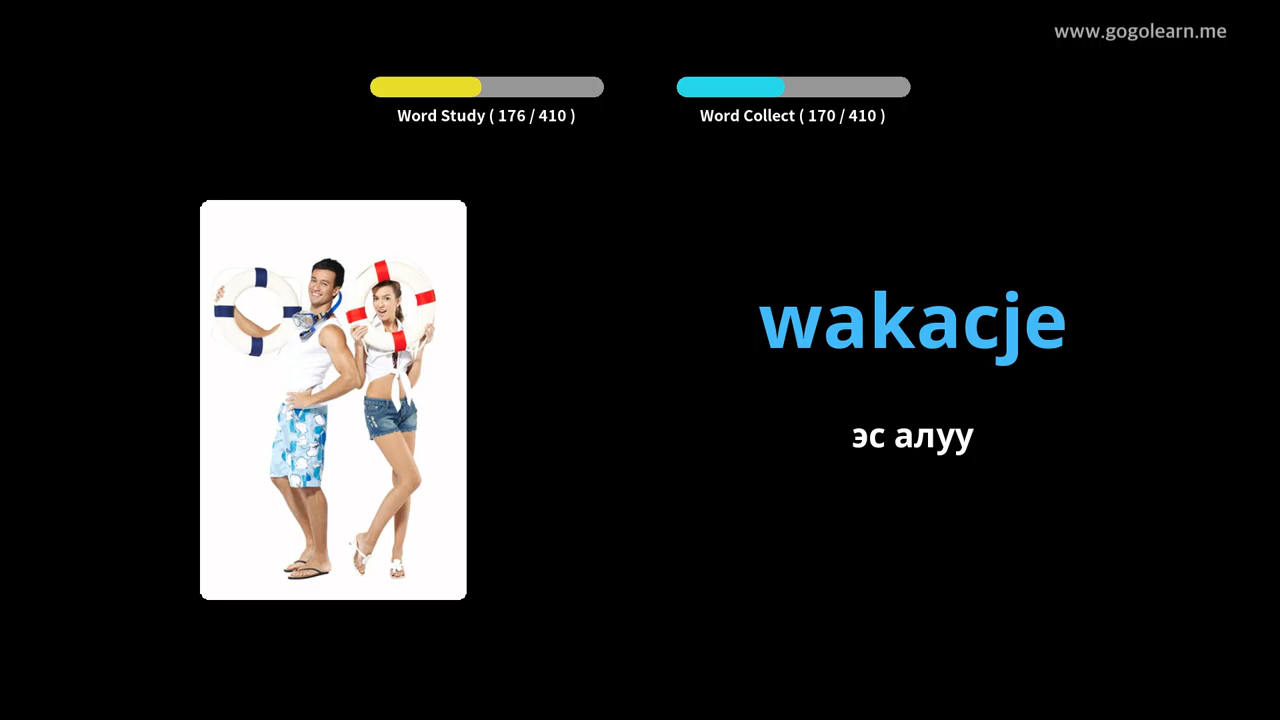 www.gogolearn.me
Word Study ( 176 / 410 )
Word Collect ( 170 / 410 )
wakacje
эс алуу